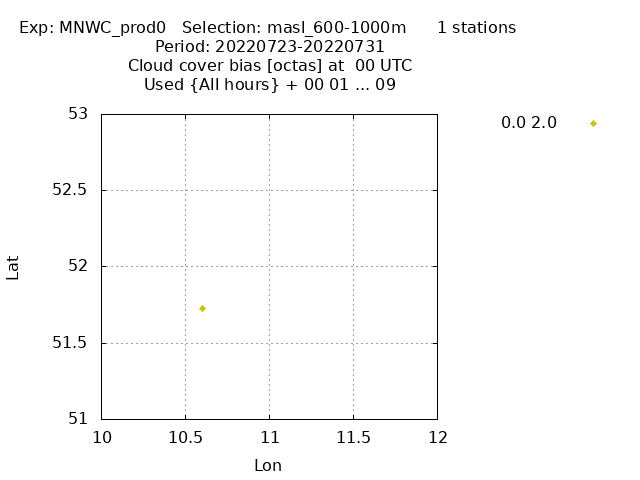 Exp: MNWC_prod0   Selection: masl_600-1000m      1 stations
Period: 20220723-20220731
Cloud cover bias [octas] at  00 UTC
Used {All hours} + 00 01 ... 09
0.0 2.0
53
52.5
52
51.5
51
Lat
10 10.5 11 11.5 12
Lon